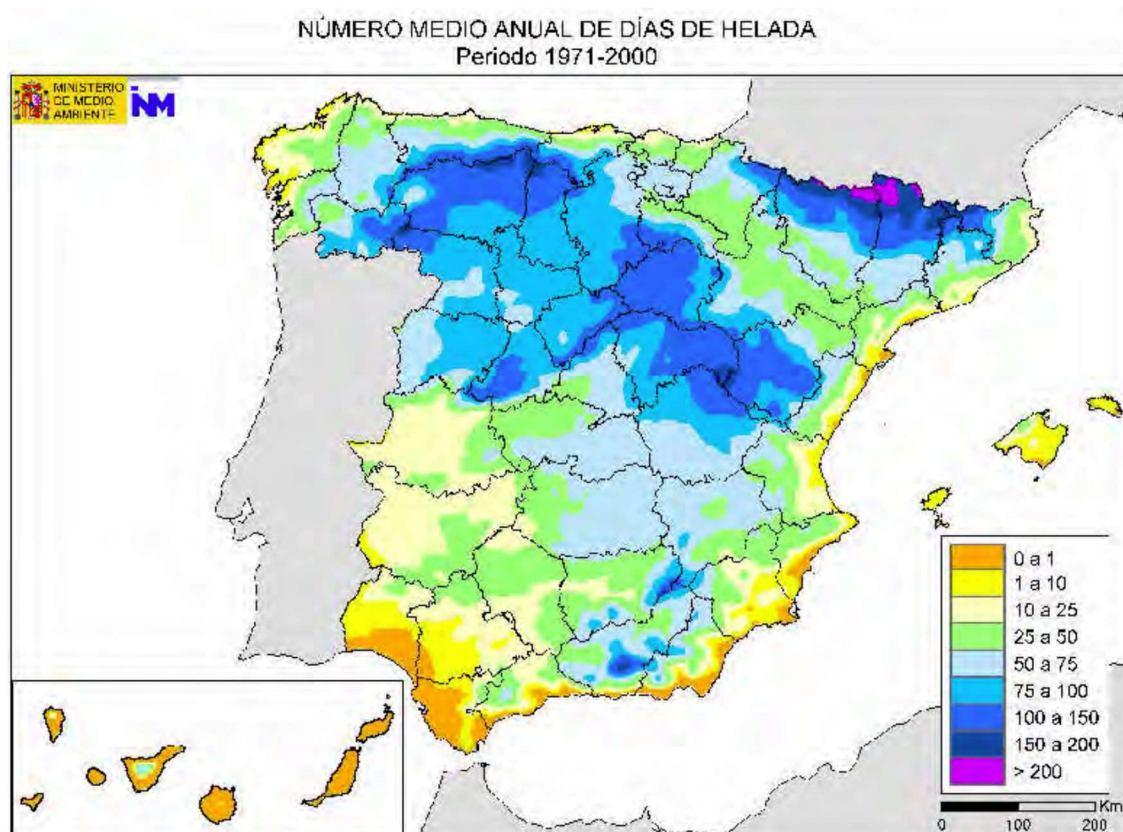 NÚMERO MEDIO ANUAL DE DÍAS DE HELADA
Periodo 1971-2000
MINISTERIO
DE MEDIO
AMBIENTE
INM
0 a 1
1 a 10
10 a 25
25 a 50
50 a 75
75 a 100
100 a 150
150 a 200
> 200
Km
0 100 200